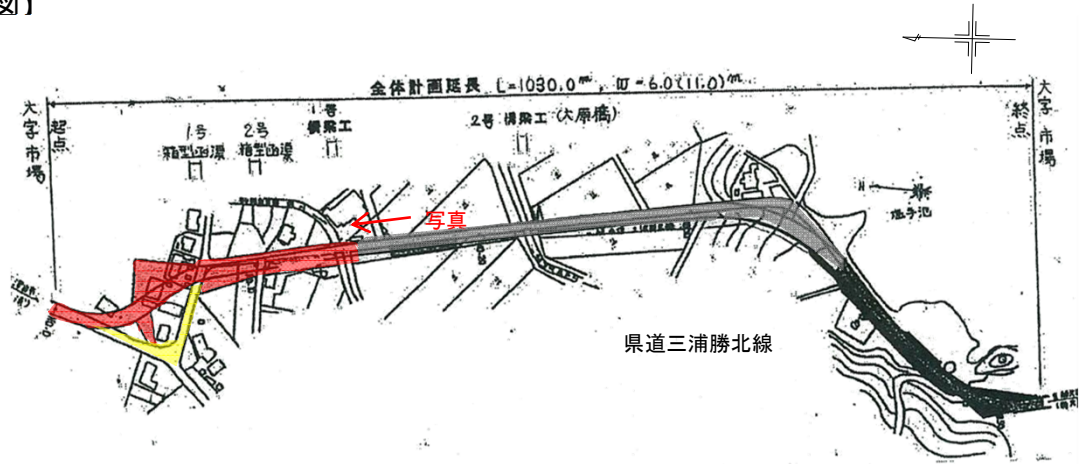 図】
全体計画延長 L=1030.0m, W=6.0(11.0)m
大字市場
起点
1号
箱型函渠
2号
箱型函渠
1号
橋梁工
2号橋梁工(大原橋)
終点
大字市場
写真
N
県道三浦勝北線